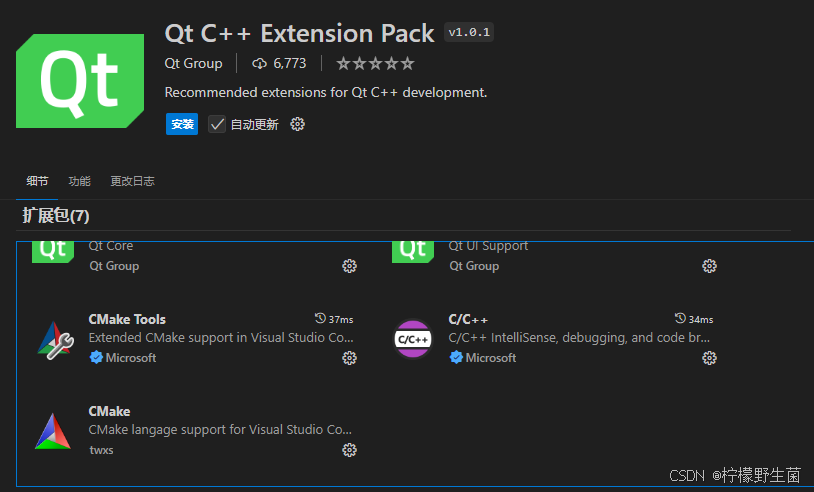 Qt C++ Extension Pack v1.0.1
Qt
Qt Group 6,773
Recommended extensions for Qt C++ development.
安装 自动更新
细节 功能 更改日志
扩展包(7)
Qt Qt Core Qt Qt UI Support
Qt Group Qt Group
CMake Tools 37ms C/C++ 34ms
Extended CMake support in Visual Studio Co... C/C++ IntelliSense, debugging, and code br...
C/C++
Microsoft Microsoft
CMake
CMake langage support for Visual Studio Co...
twxs
CSDN @柠檬野生菌